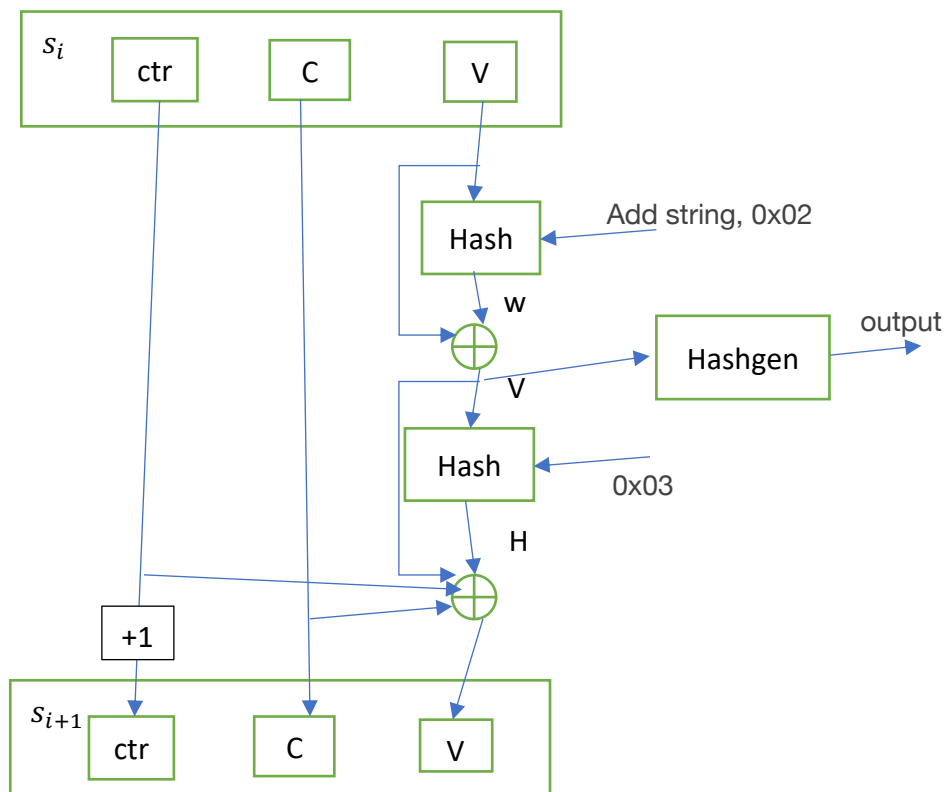 s_i
ctr
C
V
Hash
Add string, 0x02
w
Hashgen
output
V
Hash
0x03
H
+1
s_{i+1}
ctr
C
V